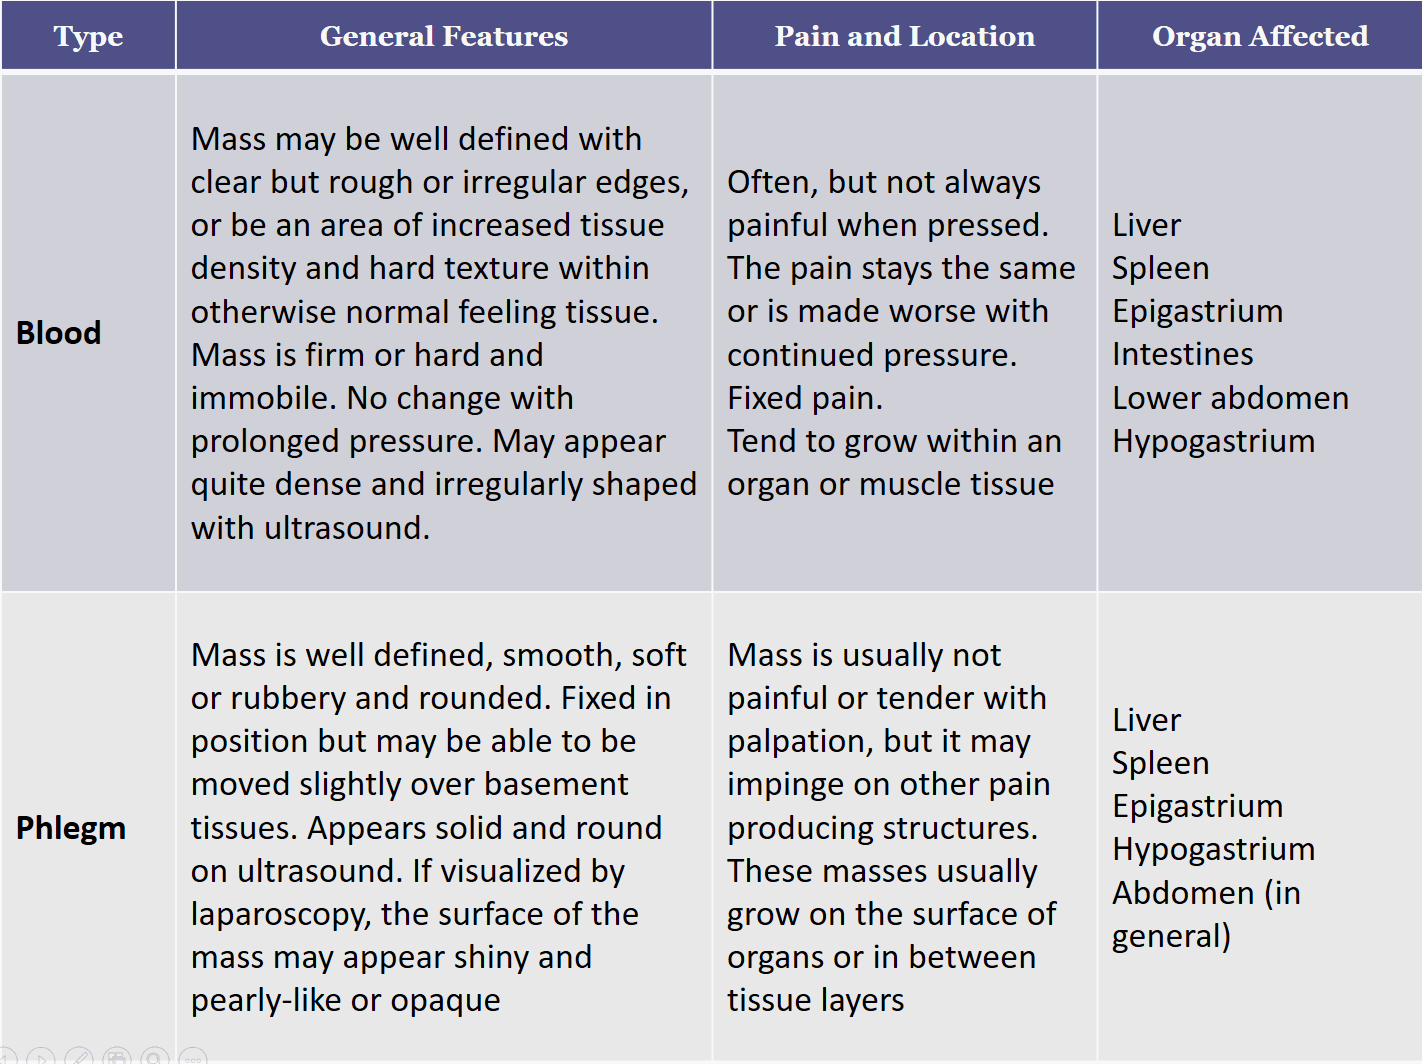 Type
General Features
Pain and Location
Organ Affected
Blood
Mass may be well defined with
clear but rough or irregular edges,
or be an area of increased tissue
density and hard texture within
otherwise normal feeling tissue.
Mass is firm or hard and
immobile. No change with
prolonged pressure. May appear
quite dense and irregularly shaped
with ultrasound.
Often, but not always
painful when pressed.
The pain stays the same
or is made worse with
continued pressure.
Fixed pain.
Tend to grow within an
organ or muscle tissue
Liver
Spleen
Epigastrium
Intestines
Lower abdomen
Hypogastrium
Phlegm
Mass is well defined, smooth, soft
or rubbery and rounded. Fixed in
position but may be able to be
moved slightly over basement
tissues. Appears solid and round
on ultrasound. If visualized by
laparoscopy, the surface of the
mass may appear shiny and
pearly-like or opaque
Mass is usually not
painful or tender with
palpation, but it may
impinge on other pain
producing structures.
These masses usually
grow on the surface of
organs or in between
tissue layers
Liver
Spleen
Epigastrium
Hypogastrium
Abdomen (in
general)